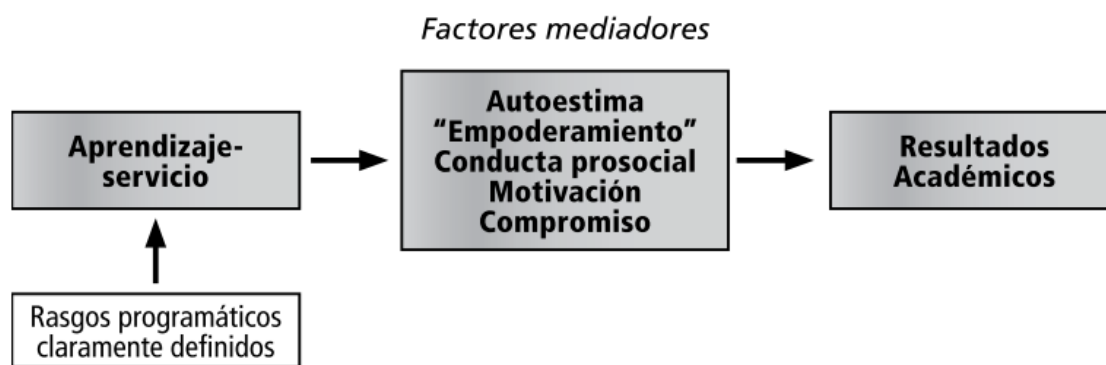 Factores mediadores
Aprendizaje-
servicio
Autoestima
“Empoderamiento”
Conducta prosocial
Motivación
Compromiso
Resultados
Académicos
Rasgos programáticos
claramente definidos